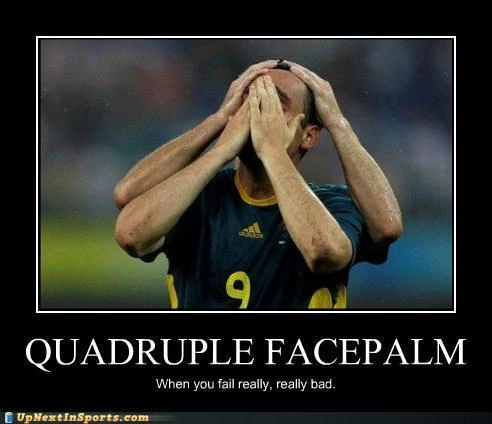 adidas
9
QUADRUPLE FACEPALM
When you fail really, really bad.
UpNextInSports.com